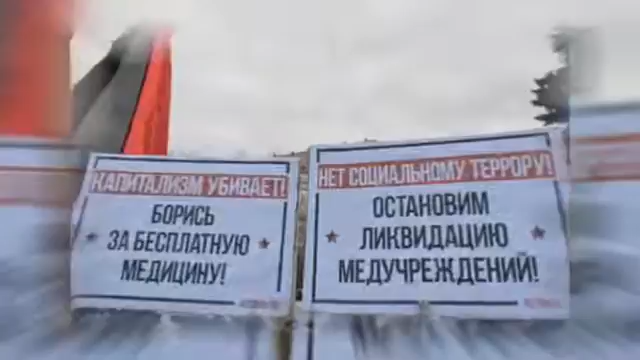 КАПИТАЛИЗМ УБИВАЕТ!
БОРИСЬ
ЗА БЕСПЛАТНУЮ
МЕДИЦИНУ!
НЕТ СОЦИАЛЬНОМУ ТЕРРОРУ!
ОСТАНОВИМ
ЛИКВИДАЦИЮ
МЕДУЧРЕЖДЕНИЙ!